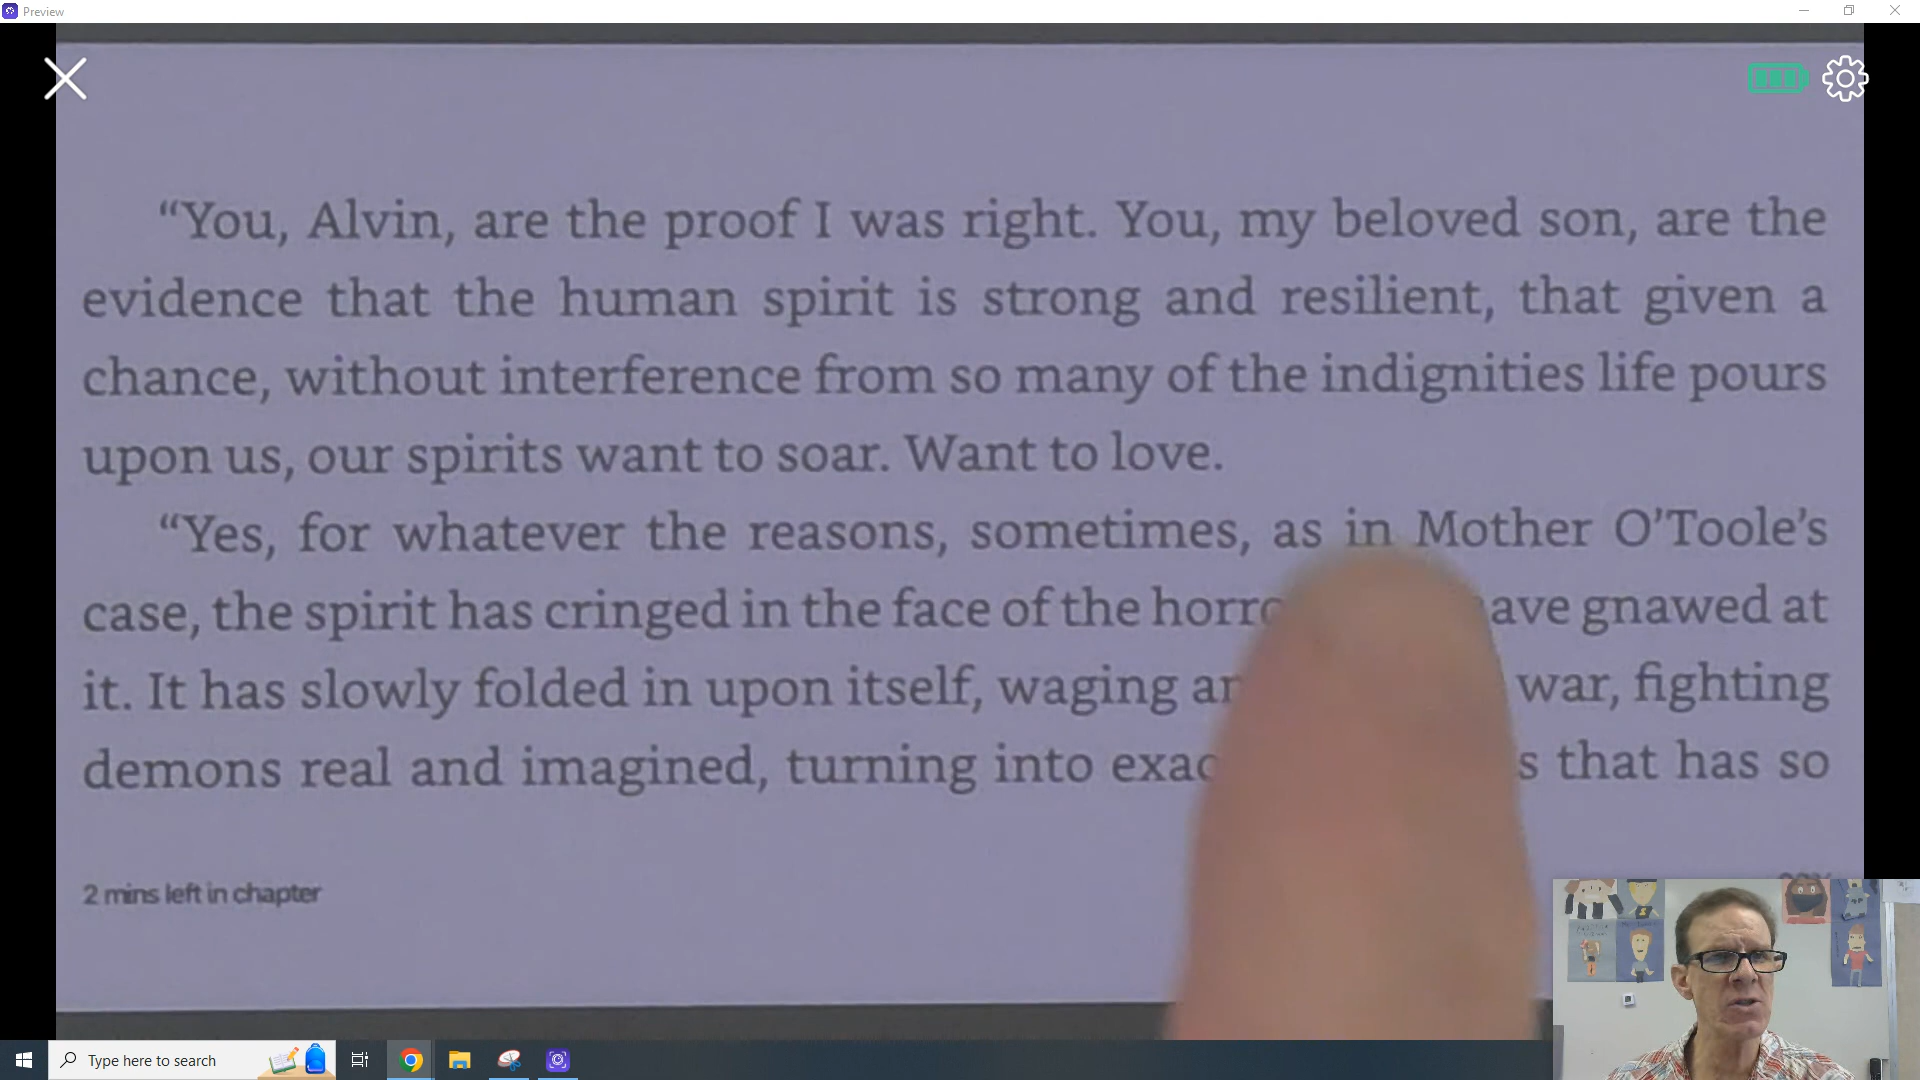 Preview
“You, Alvin, are the proof I was right. You, my beloved son, are the
evidence that the human spirit is strong and resilient, that given a
chance, without interference from so many of the indignities life pours
upon us, our spirits want to soar. Want to love.
“Yes, for whatever the reasons, sometimes, as in Mother O’Toole’s
case, the spirit has cringed in the face of the gnawed at
it. It has slowly folded in upon itself, waging war, fighting
demons real and imagined, turning into that has so
2 mins left in chapter
Type here to search